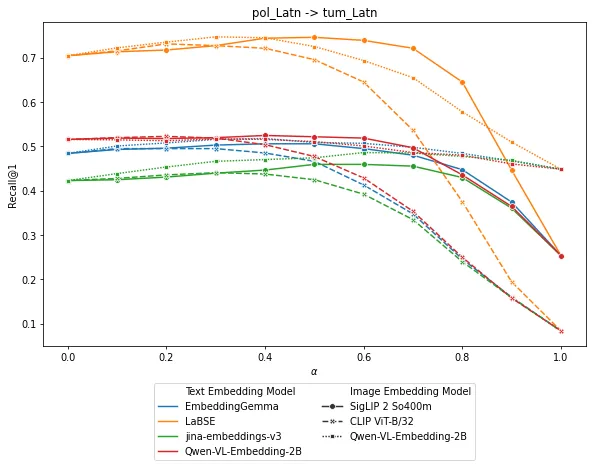 pol_Latn -> tum_Latn
Recall@1
0.7
0.6
0.5
0.4
0.3
0.2
0.1
0.0 0.2 0.4 0.6 0.8 1.0
α
Text Embedding Model Image Embedding Model
EmbeddingGemma SigLIP 2 So400m
LaBSE CLIP ViT-B/32
jina-embeddings-v3 Qwen-VL-Embedding-2B
Qwen-VL-Embedding-2B